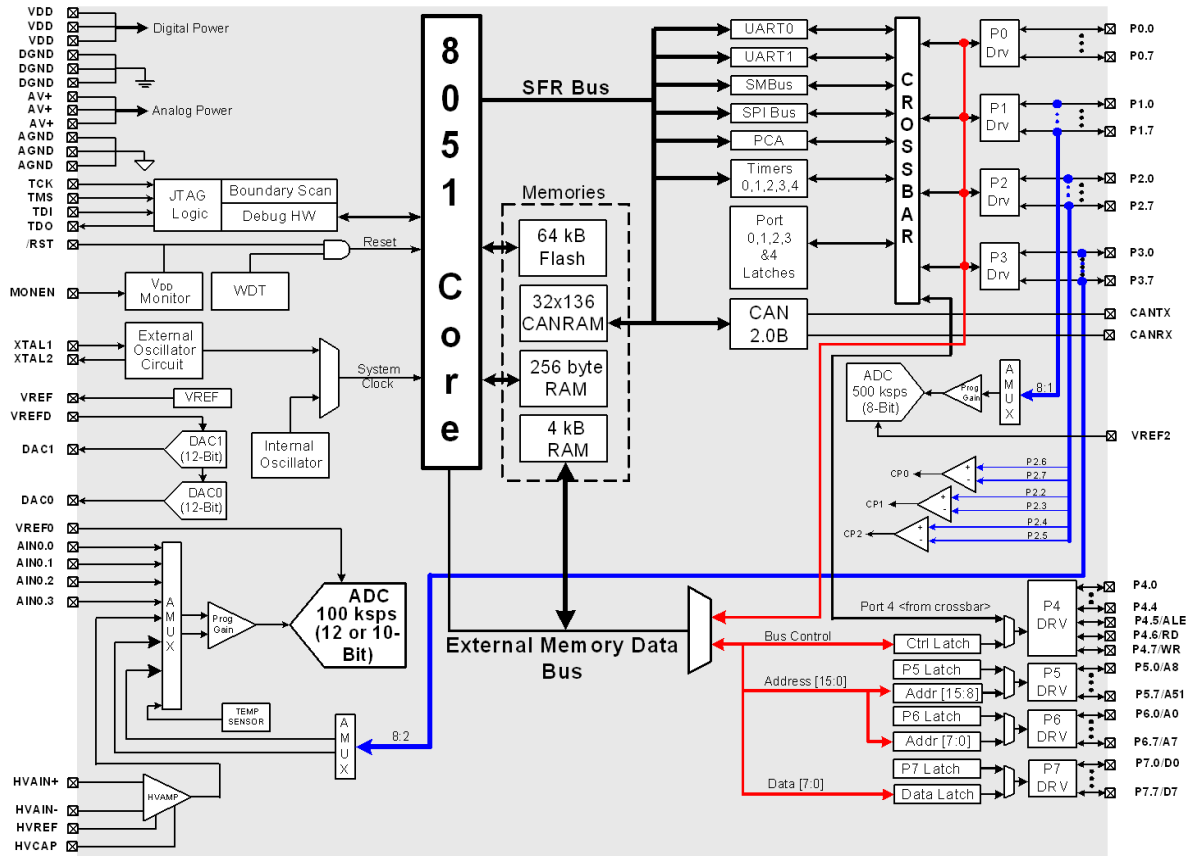 VDD
VDD
VDD
Digital Power
DGND
DGND
DGND
AV+
AV+
AV+
Analog Power
AGND
AGND
AGND
TCK
TMS
TDI
TDO
/RST
MONEN
XTAL1
XTAL2
VREF
VREFD
DAC1
DAC0
VREF0
AIN0.0
AIN0.1
AIN0.2
AIN0.3
HVAIN+
HVAIN-
HVREF
HVCAP
JTAG
Logic
Boundary Scan
Debug HW
Reset
VDD
Monitor
WDT
External
Oscillator
Circuit
System
Clock
VREF
Internal
Oscillator
DAC1
(12-Bit)
DAC0
(12-Bit)
AMUX
Prog
Gain
ADC
100 ksps
(12 or 10-
Bit)
TEMP
SENSOR
AMUX
8:2
HVAMP
8051 Core
SFR Bus
Memories
64 kB
Flash
32x136
CANRAM
256 byte
RAM
4 kB
RAM
External Memory Data
Bus
UART0
UART1
SMBus
SPI Bus
PCA
Timers
0,1,2,3,4
Port
0,1,2,3
&4
Latches
CAN
2.0B
CROSSBAR
P0
Drv
P1
Drv
P2
Drv
P3
Drv
P0.0
P0.7
P1.0
P1.7
P2.0
P2.7
P3.0
P3.7
CANTX
CANRX
ADC
500 ksps
(8-Bit)
Prog
Gain
AMUX
8:1
VREF2
CP0
+
-
P2.6
P2.7
CP1
+
-
P2.2
P2.3
CP2
+
-
P2.4
P2.5
Port 4 <from crossbar>
Bus Control
Ctrl Latch
Address [15:0]
P5 Latch
Addr [15:8]
P6 Latch
Addr [7:0]
P7 Latch
Data [7:0]
Data Latch
P4
DRV
P5
DRV
P6
DRV
P7
DRV
P4.0
P4.4
P4.5/ALE
P4.6/RD
P4.7/WR
P5.0/A8
P5.7/A51
P6.0/A0
P6.7/A7
P7.0/D0
P7.7/D7